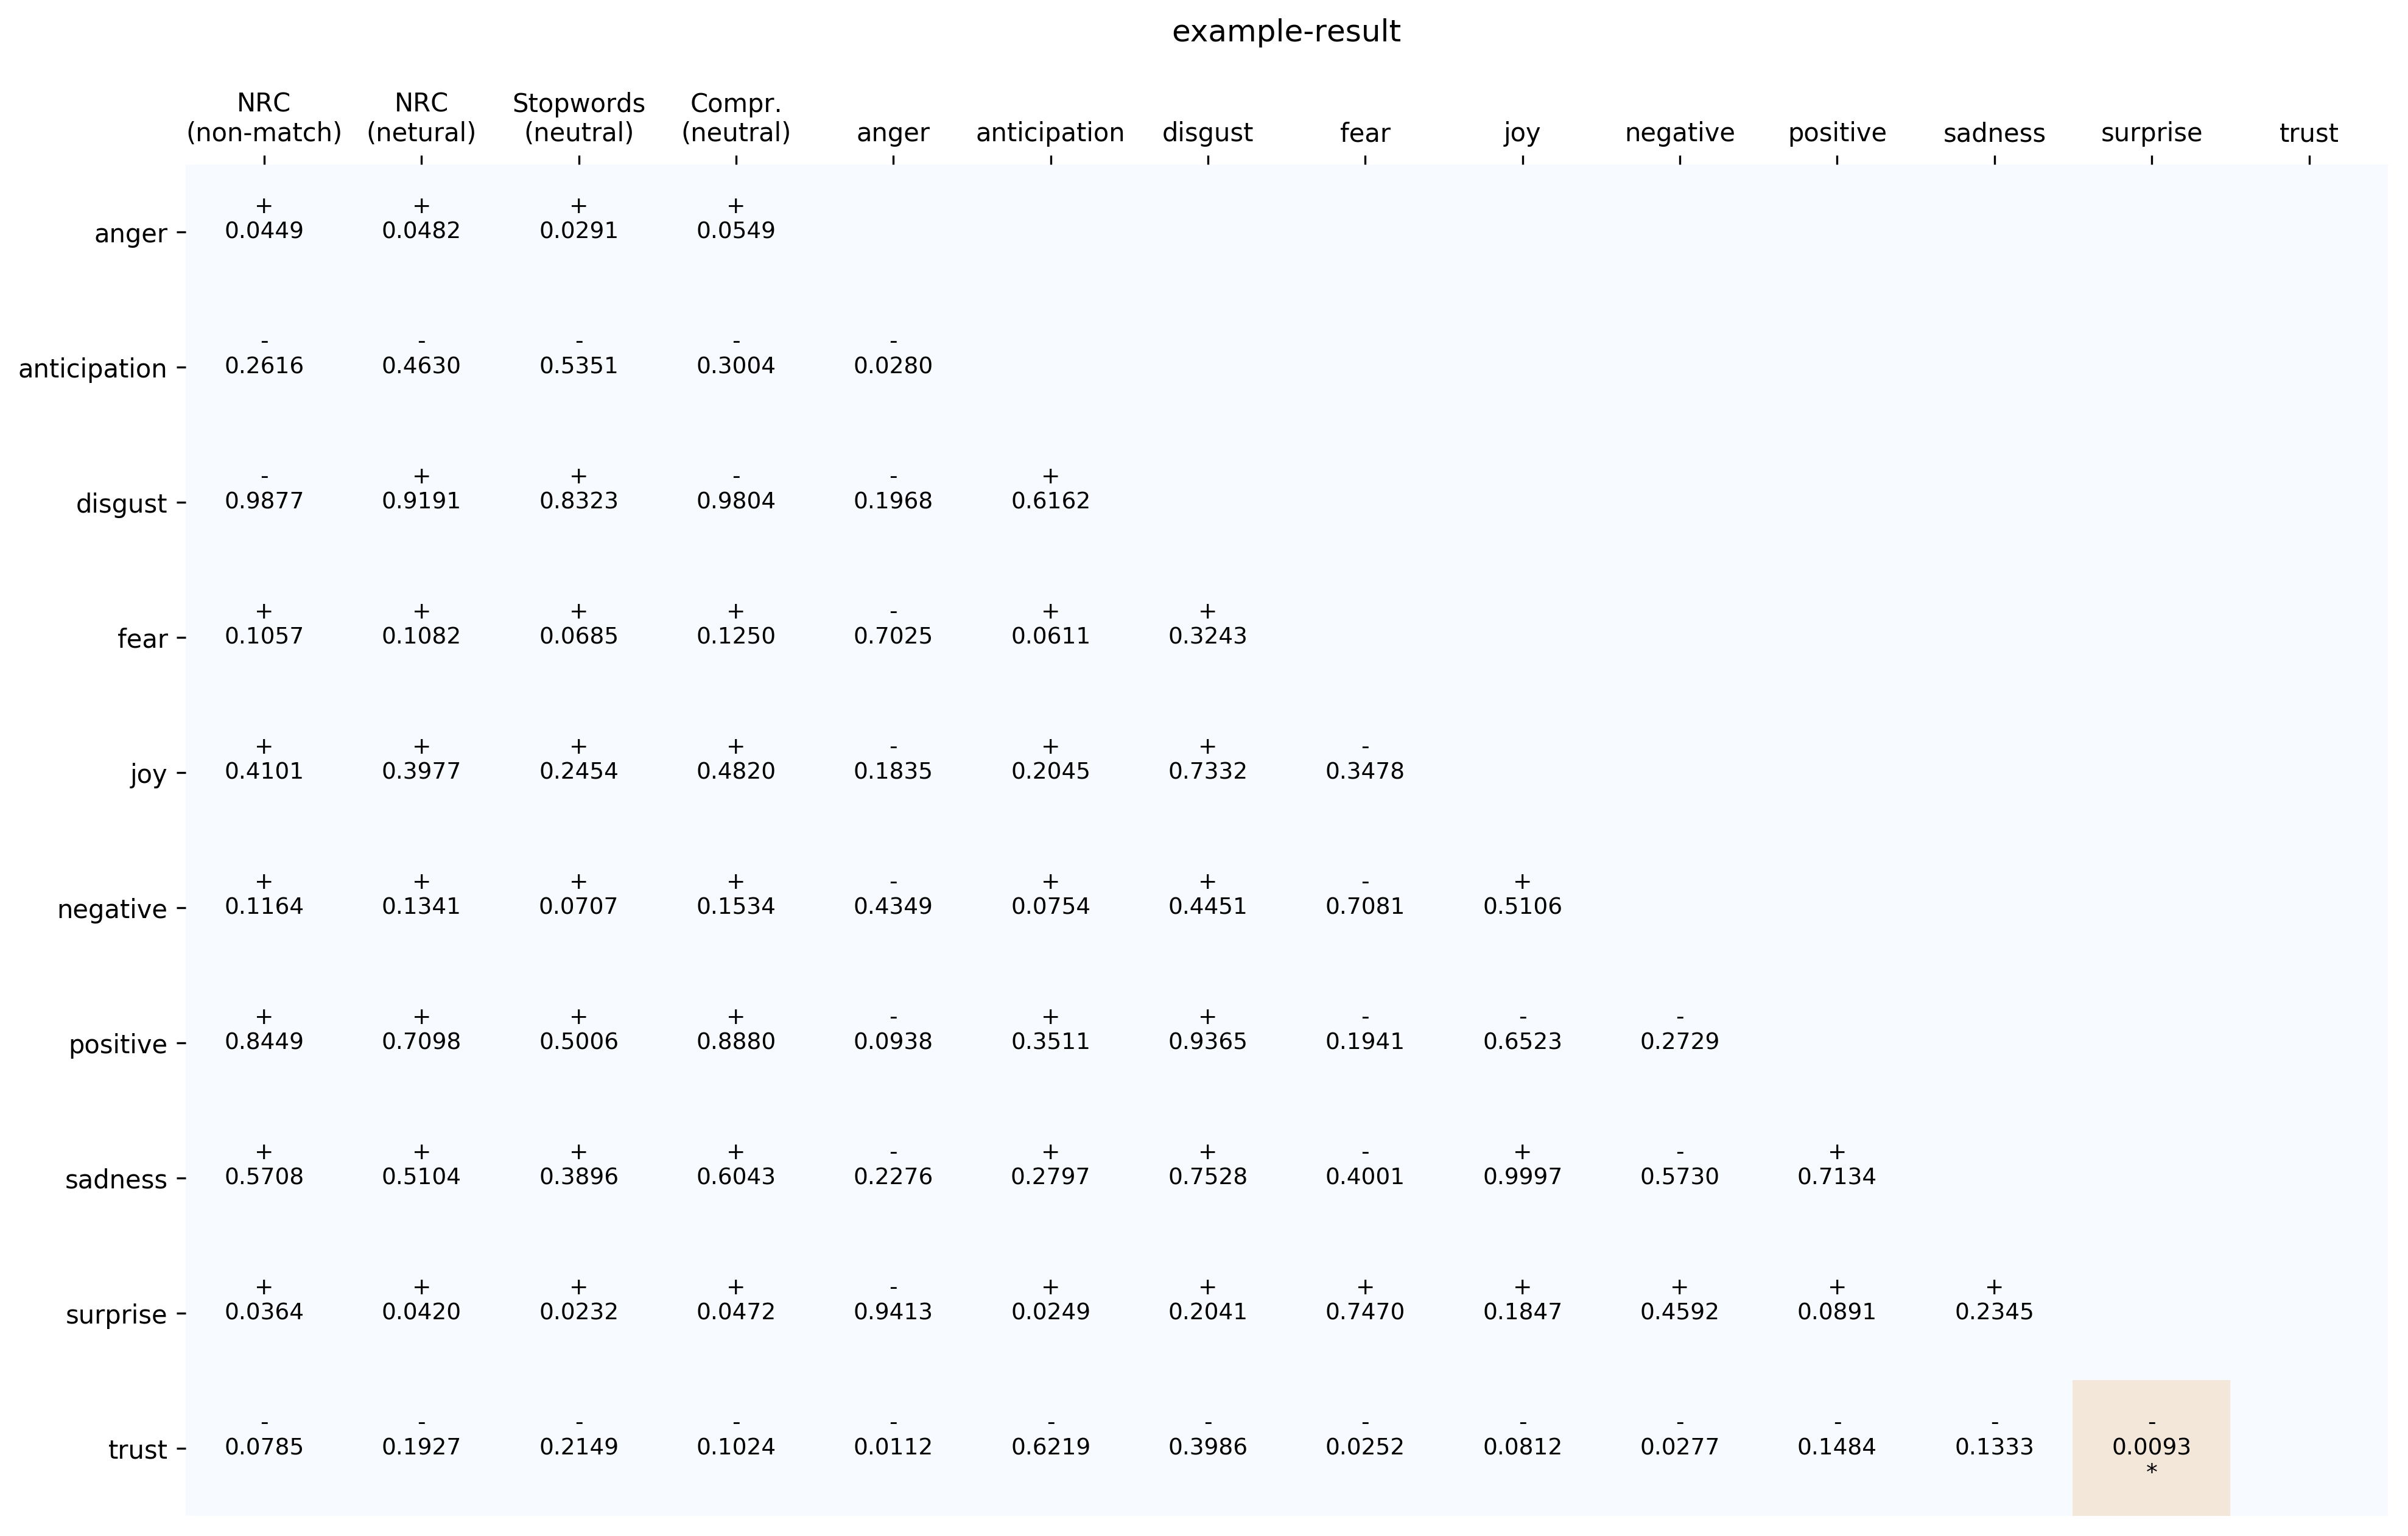 example-result
NRC NRC Stopwords Compr.
(non-match) (netural) (neutral) (neutral) anger anticipation disgust fear joy negative positive sadness surprise trust
+ + + +
anger 0.0449 0.0482 0.0291 0.0549
- - - - -
anticipation 0.2616 0.4630 0.5351 0.3004 0.0280
- + + - - +
disgust 0.9877 0.9191 0.8323 0.9804 0.1968 0.6162
+ + + + - + +
fear 0.1057 0.1082 0.0685 0.1250 0.7025 0.0611 0.3243
+ + + + - + + -
joy 0.4101 0.3977 0.2454 0.4820 0.1835 0.2045 0.7332 0.3478
+ + + + - + + - +
negative 0.1164 0.1341 0.0707 0.1534 0.4349 0.0754 0.4451 0.7081 0.5106
+ + + + - + + - - -
positive 0.8449 0.7098 0.5006 0.8880 0.0938 0.3511 0.9365 0.1941 0.6523 0.2729
+ + + + - + + - + - +
sadness 0.5708 0.5104 0.3896 0.6043 0.2276 0.2797 0.7528 0.4001 0.9997 0.5730 0.7134
+ + + + - + + + + + + +
surprise 0.0364 0.0420 0.0232 0.0472 0.9413 0.0249 0.2041 0.7470 0.1847 0.4592 0.0891 0.2345
- - - - - - - - - - - - -
trust 0.0785 0.1927 0.2149 0.1024 0.0112 0.6219 0.3986 0.0252 0.0812 0.0277 0.1484 0.1333 0.0093
*